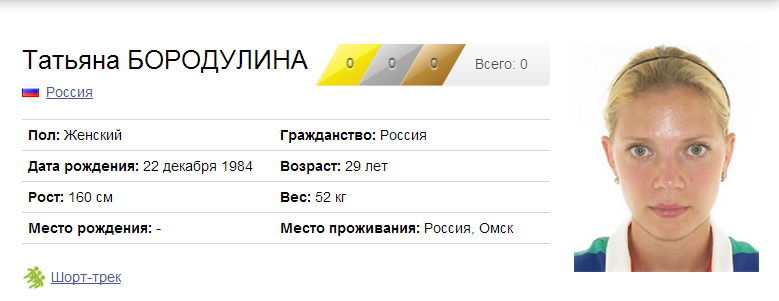 Татьяна БОРОДУЛИНА 0 0 0 Всего: 0
Россия
Пол: Женский Гражданство: Россия
Дата рождения: 22 декабря 1984 Возраст: 29 лет
Рост: 160 см Вес: 52 кг
Место рождения: - Место проживания: Россия, Омск
Шорт-трек